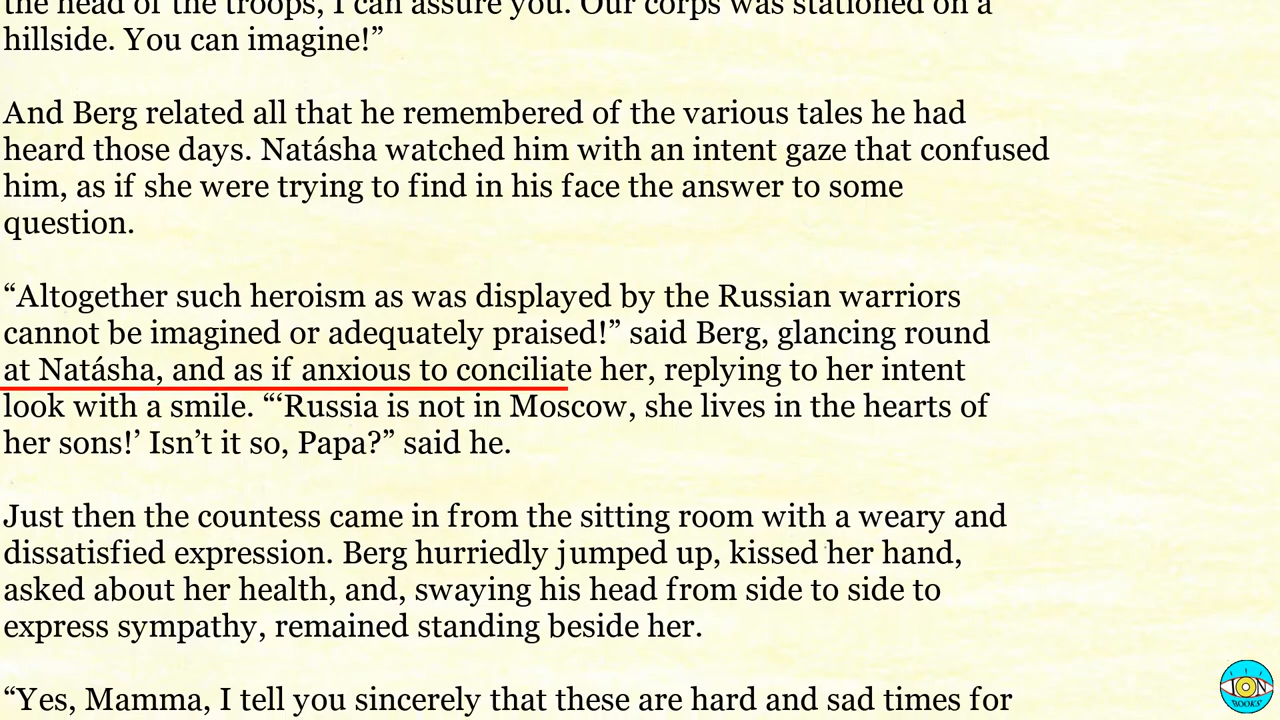 the head of the troops, I can assure you. Our corps was stationed on a
hillside. You can imagine!”
And Berg related all that he remembered of the various tales he had
heard those days. Natásha watched him with an intent gaze that confused
him, as if she were trying to find in his face the answer to some
question.
“Altogether such heroism as was displayed by the Russian warriors
cannot be imagined or adequately praised!” said Berg, glancing round
at Natásha, and as if anxious to conciliate her, replying to her intent
look with a smile. “‘Russia is not in Moscow, she lives in the hearts of
her sons!’ Isn’t it so, Papa?” said he.
Just then the countess came in from the sitting room with a weary and
dissatisfied expression. Berg hurriedly jumped up, kissed her hand,
asked about her health, and, swaying his head from side to side to
express sympathy, remained standing beside her.
“Yes, Mamma, I tell you sincerely that these are hard and sad times for
ION
BOOKS